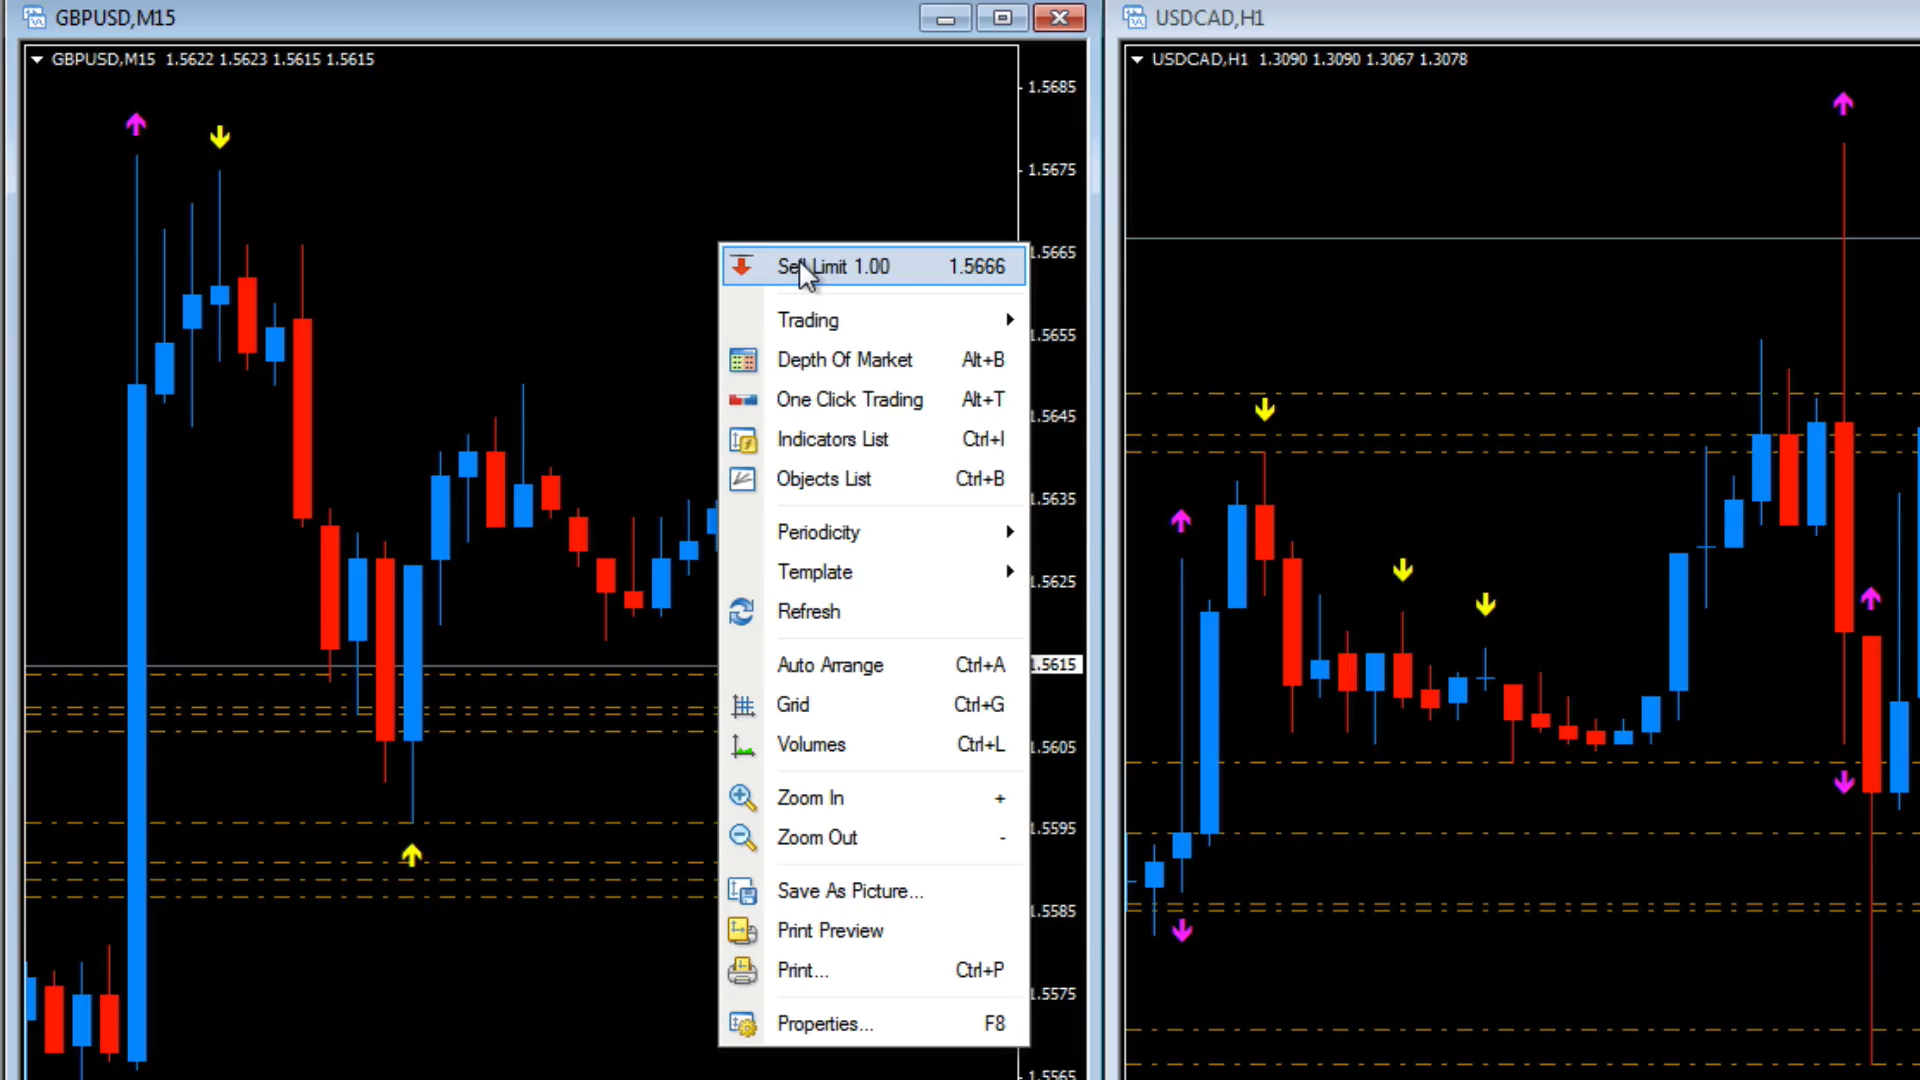 GBPUSD,M15
USDCAD,H1
GBPUSD,M15 1.5622 1.5623 1.5615 1.5615
USDCAD,H1 1.3090 1.3090 1.3067 1.3078
1.5685
1.5675
1.5665
1.5655
1.5645
1.5635
1.5625
1.5615
1.5605
1.5595
1.5585
1.5575
1.5565
Sell Limit 1.00 1.5666
Trading
Depth Of Market Alt+B
One Click Trading Alt+T
Indicators List Ctrl+I
Objects List Ctrl+B
Periodicity
Template
Refresh
Auto Arrange Ctrl+A
Grid Ctrl+G
Volumes Ctrl+L
Zoom In +
Zoom Out -
Save As Picture...
Print Preview
Print... Ctrl+P
Properties... F8